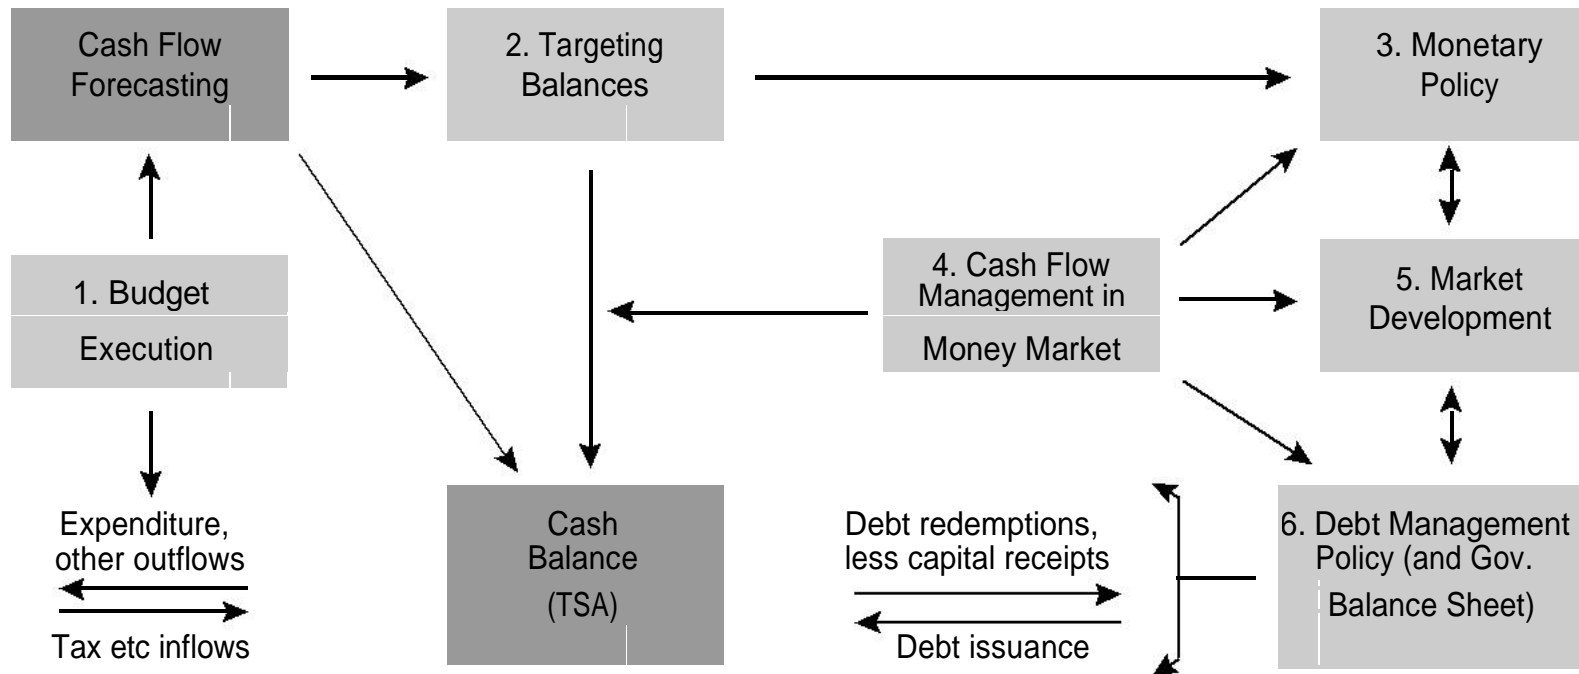 Cash Flow
Forecasting
2. Targeting
Balances
3. Monetary
Policy
1. Budget
Execution
4. Cash Flow
Management in
Money Market
5. Market
Development
Expenditure,
other outflows
Tax etc inflows
Cash
Balance
(TSA)
Debt redemptions,
less capital receipts
Debt issuance
6. Debt Management
Policy (and Gov.
Balance Sheet)